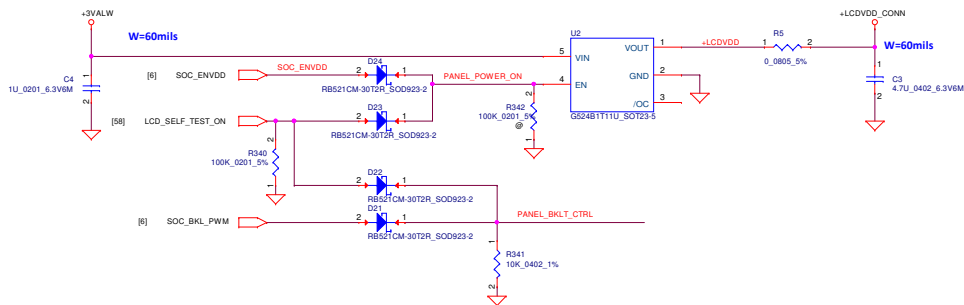 +3VALW
+LCDVDD_CONN
W=60mils
U2
R5
W=60mils
5
VIN
VOUT
1
+LCDVDD
1
2
0_0805_5%
C4
1U_0201_6.3V6M
1
2
[6]
SOC_ENVDD
SOC_ENVDD
D24
2
1
RB521CM-30T2R_SOD923-2
PANEL_POWER_ON
4
EN
GND
2
/OC
3
G524B1T11U_SOT23-5
C3
4.7U_0402_6.3V6M
1
2
[58]
LCD_SELF_TEST_ON
D23
2
1
RB521CM-30T2R_SOD923-2
R342
100K_0201_5%
@
2
1
R340
100K_0201_5%
2
1
D22
2
1
RB521CM-30T2R_SOD923-2
[6]
SOC_BKL_PWM
D21
2
1
RB521CM-30T2R_SOD923-2
PANEL_BKLT_CTRL
R341
10K_0402_1%
1
2